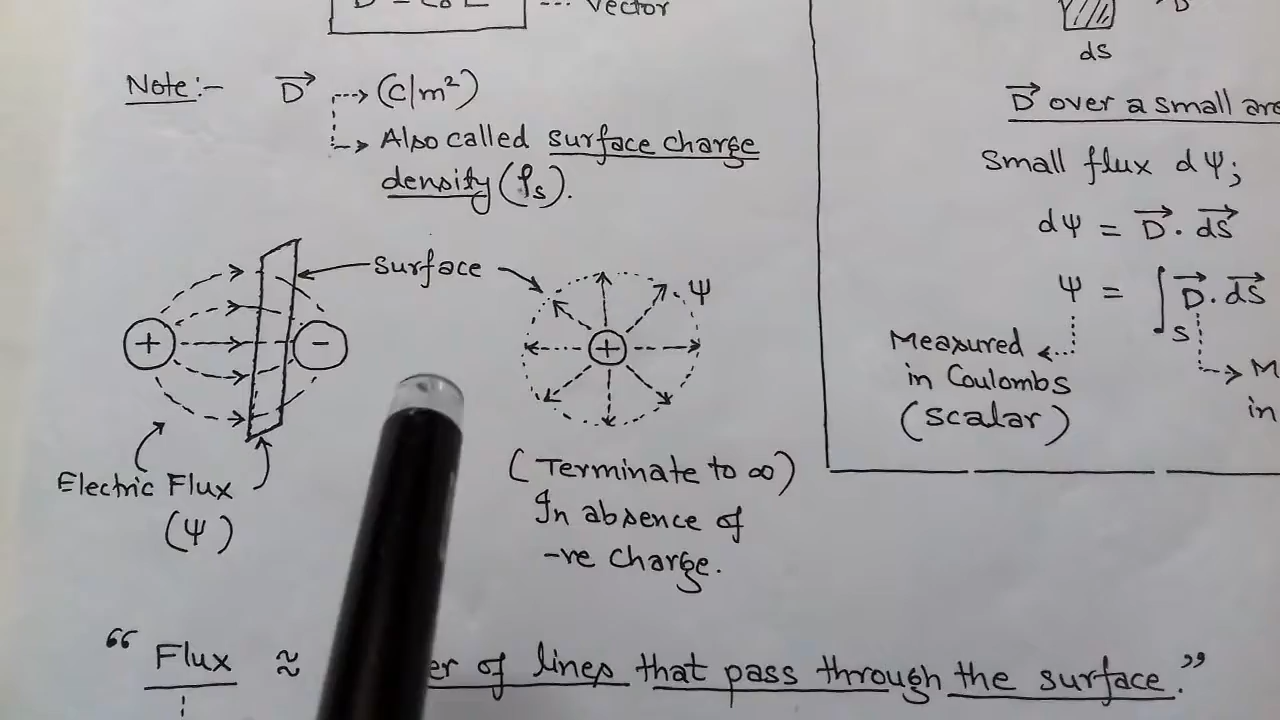 D = ε₀ E ... vector
Note:- D⃗ --> (C/m²)
--> Also called surface charge
density (ρs).
+ - surface + ψ
Electric Flux
(ψ)
(Terminate to ∞)
In absence of
-ve charge.
" Flux ≈ of lines that pass through the surface."
D
ds
D⃗ over a small
Small flux dψ;
dψ = D⃗ . ds⃗
ψ = ∫s D⃗ . ds⃗
Measured
in Coulombs
(scalar)
in